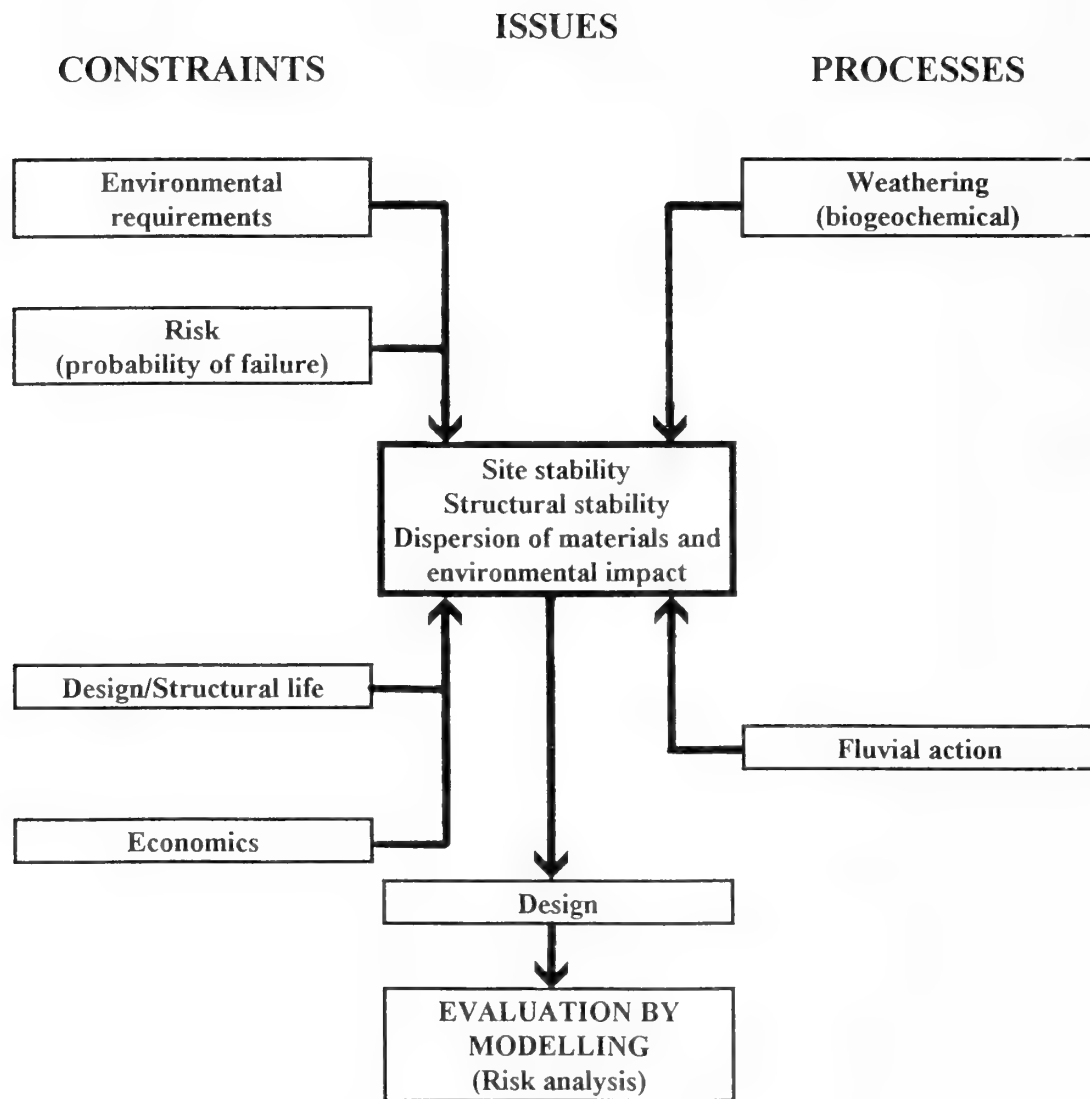 ISSUES
CONSTRAINTS
PROCESSES
Environmental
requirements
Weathering
(biogeochemical)
Risk
(probability of failure)
Site stability
Structural stability
Dispersion of materials and
environmental impact
Design/Structural life
Fluvial action
Economics
Design
EVALUATION BY
MODELLING
(Risk analysis)